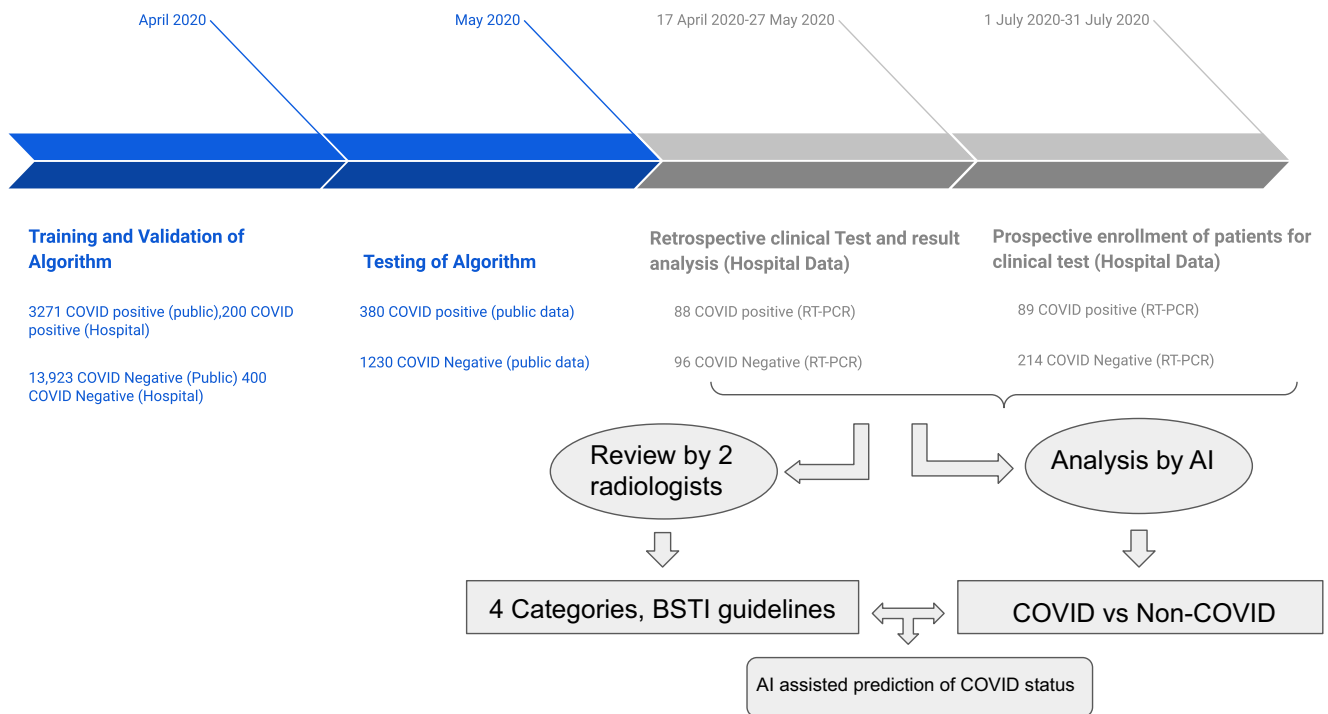 April 2020
May 2020
17 April 2020-27 May 2020
1 July 2020-31 July 2020
Training and Validation of
Algorithm
3271 COVID positive (public),200 COVID
positive (Hospital)
13,923 COVID Negative (Public) 400
COVID Negative (Hospital)
Testing of Algorithm
380 COVID positive (public data)
1230 COVID Negative (public data)
Retrospective clinical Test and result
analysis (Hospital Data)
88 COVID positive (RT-PCR)
96 COVID Negative (RT-PCR)
Prospective enrollment of patients for
clinical test (Hospital Data)
89 COVID positive (RT-PCR)
214 COVID Negative (RT-PCR)
Review by 2
radiologists
Analysis by AI
4 Categories, BSTI guidelines
COVID vs Non-COVID
AI assisted prediction of COVID status